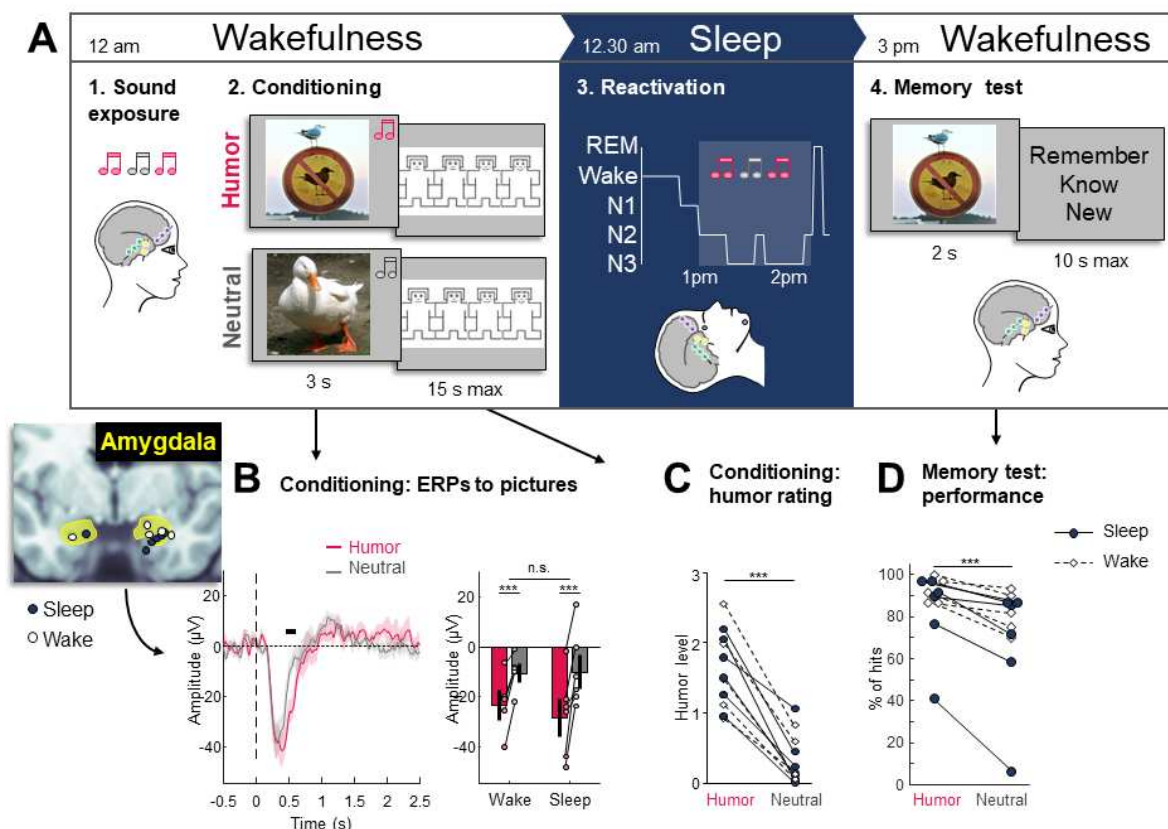 A
12 am
Wakefulness
12.30 am
Sleep
3 pm
Wakefulness
1. Sound
exposure
2. Conditioning
Humor
Neutral
3 s
15 s max
3. Reactivation
REM
Wake
N1
N2
N3
1pm
2pm
4. Memory test
Remember
Know
New
2 s
10 s max
Amygdala
Sleep
Wake
B
Conditioning: ERPs to pictures
Humor
Neutral
Amplitude (µV)
20
0
-20
-40
-0.5
0
0.5
1
1.5
2
2.5
Time (s)
n.s.
***
***
Amplitude (µV)
20
0
-20
-40
Wake
Sleep
C
Conditioning:
humor rating
***
Humor level
3
2
1
0
Humor
Neutral
D
Memory test:
performance
Sleep
Wake
***
% of hits
100
80
60
40
20
0
Humor
Neutral